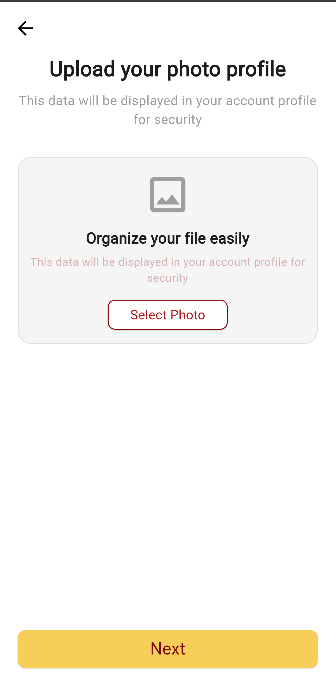 Upload your photo profile
This data will be displayed in your account profile
for security
Organize your file easily
This data will be displayed in your account profile for
security
Select Photo
Next